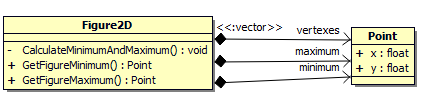 Figure2D
- CalculateMinimumAndMaximum() : void
+ GetFigureMinimum() : Point
+ GetFigureMaximum() : Point
<<:vector>>
vertexes
maximum
minimum
Point
+ x : float
+ y : float